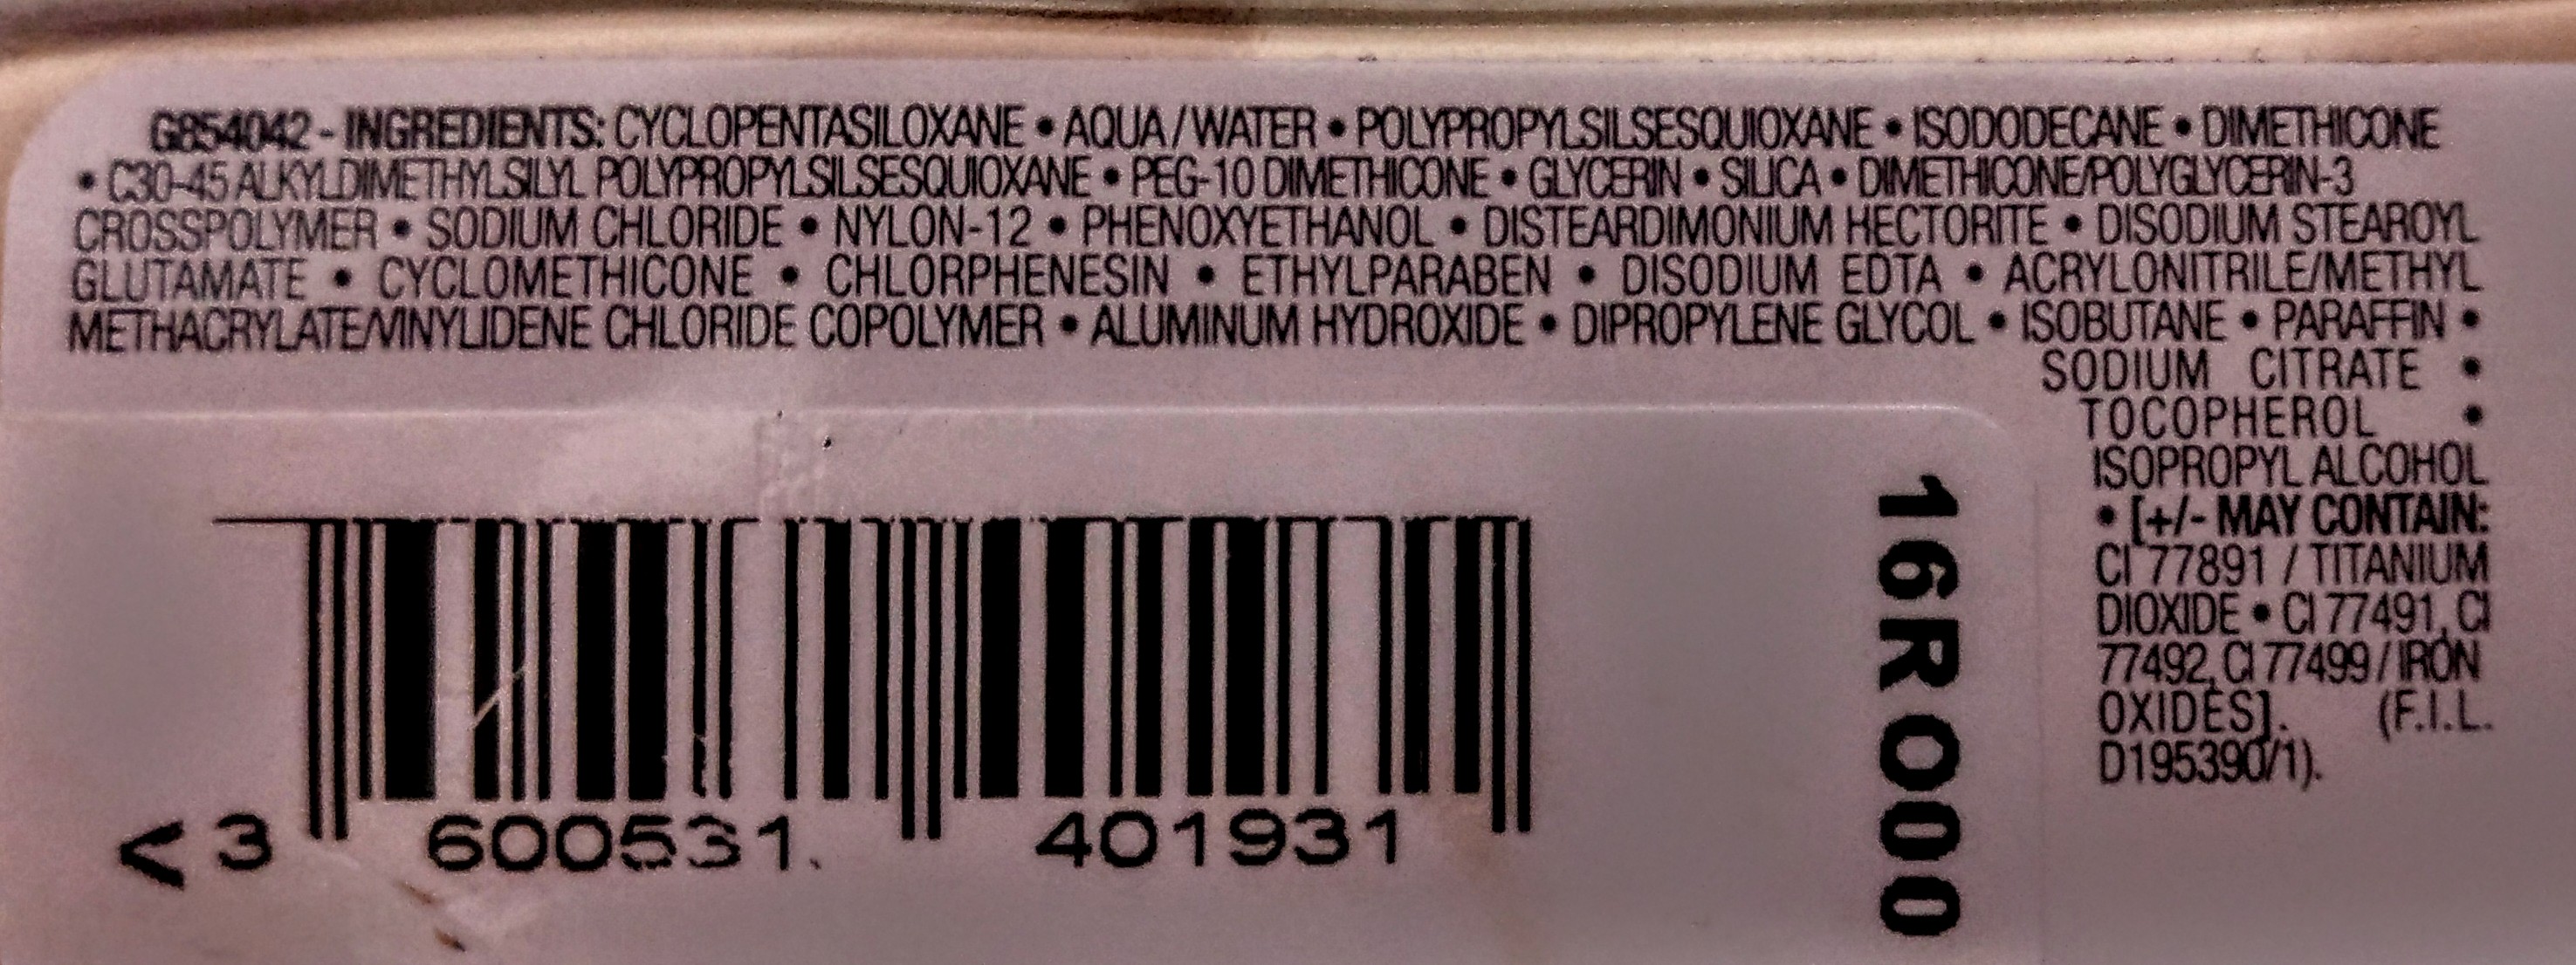 G854042 - INGREDIENTS: CYCLOPENTASILOXANE • AQUA / WATER • POLYPROPYLSILSESQUIOXANE • ISODODECANE • DIMETHICONE
• C30-45 ALKYLDIMETHYLSILYL POLYPROPYLSILSESQUIOXANE • PEG-10 DIMETHICONE • GLYCERIN • SILICA • DIMETHICONE/POLYGLYCERIN-3
CROSSPOLYMER • SODIUM CHLORIDE • NYLON-12 • PHENOXYETHANOL • DISTEARDIMONIUM HECTORITE • DISODIUM STEAROYL
GLUTAMATE • CYCLOMETHICONE • CHLORPHENESIN • ETHYLPARABEN • DISODIUM EDTA • ACRYLONITRILE/METHYL
METHACRYLATE/VINYLIDENE CHLORIDE COPOLYMER • ALUMINUM HYDROXIDE • DIPROPYLENE GLYCOL • ISOBUTANE • PARAFFIN •
SODIUM CITRATE •
TOCOPHEROL •
ISOPROPYL ALCOHOL
• [+/- MAY CONTAIN:
CI 77891 / TITANIUM
DIOXIDE • CI 77491, CI
77492, CI 77499 / IRON
OXIDES]. (F.I.L.
D195390/1).
16R000
< 3 600531 401931